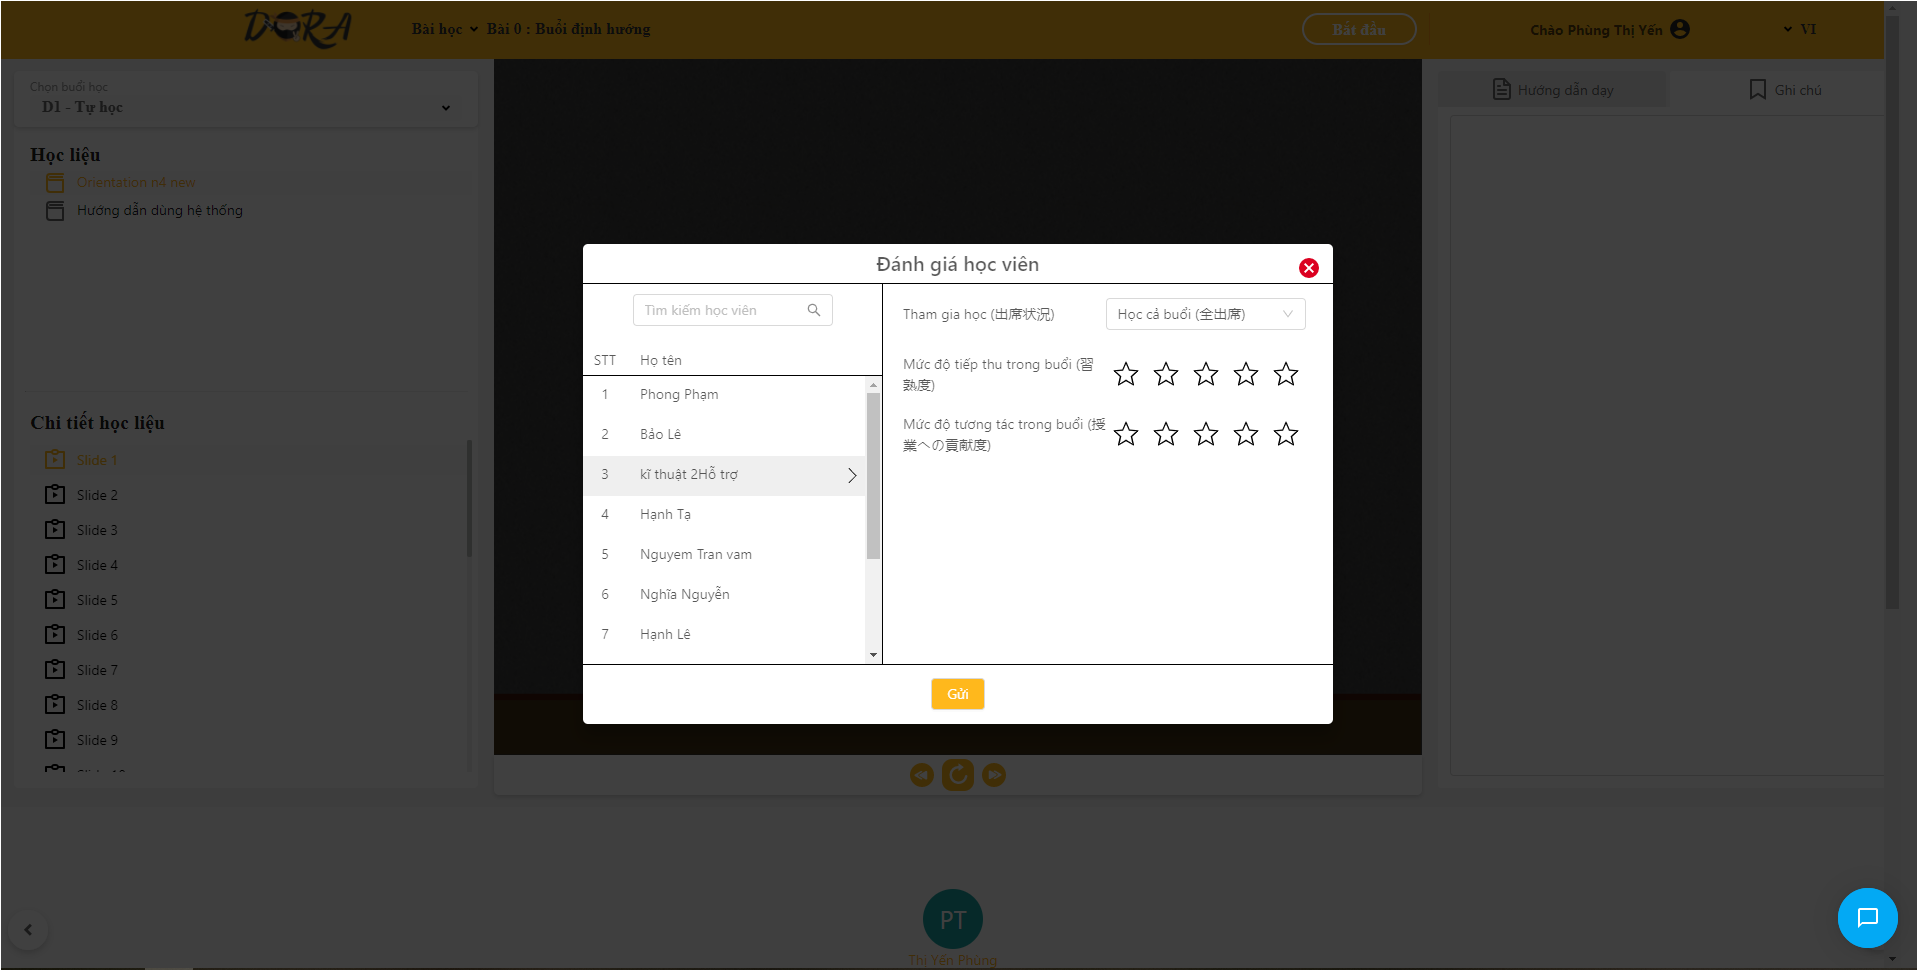 DORA
Bài học
Bài 0 : Buổi định hướng
Bắt đầu
Chào Phùng Thị Yến
VI
Chọn buổi học
D1 - Tự học
Học liệu
Orientation n4 new
Hướng dẫn dùng hệ thống
Chi tiết học liệu
Slide 1
Slide 2
Slide 3
Slide 4
Slide 5
Slide 6
Slide 7
Slide 8
Slide 9
Hướng dẫn dạy
Ghi chú
Đánh giá học viên
Tìm kiếm học viên
STT Họ tên
1 Phong Phạm
2 Bảo Lê
3 kĩ thuật 2Hỗ trợ
4 Hạnh Tạ
5 Nguyem Tran vam
6 Nghĩa Nguyễn
7 Hạnh Lê
Tham gia học (出席状況)
Học cả buổi (全出席)
Mức độ tiếp thu trong buổi (習
熟度)
Mức độ tương tác trong buổi (授
業への貢献度)
Gửi
PT
Thị Yến Phùng